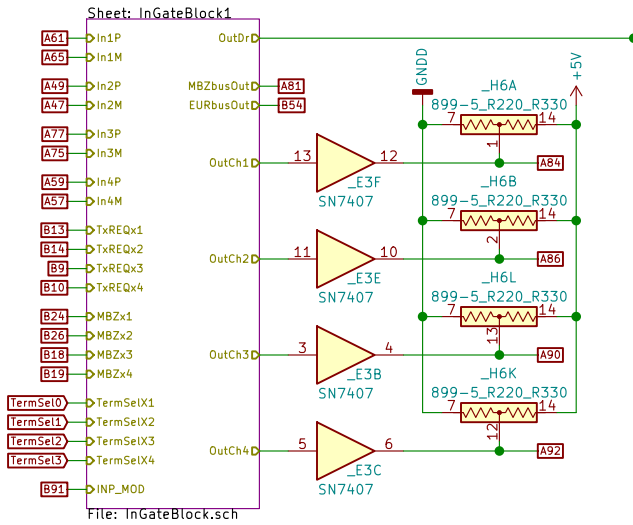 Sheet: InGateBlock1
A61 In1P OutDr
A65 In1M
GNDD
+5V
A49 In2P MBZbusOut A81
A47 In2M EURbusOut B54
_H6A
899-5_R220_R330
7 14
1
A77 In3P
A75 In3M
OutCh1 13 12 A84
_E3F
SN7407
A59 In4P
A57 In4M
_H6B
899-5_R220_R330
7 14
2
B13 TxREQx1
B14 TxREQx2
B9 TxREQx3
B10 TxREQx4
OutCh2 11 10 A86
_E3E
SN7407
_H6L
899-5_R220_R330
7 14
13
B24 MBZx1
B26 MBZx2
B18 MBZx3
B19 MBZx4
OutCh3 3 4 A90
_E3B
SN7407
_H6K
899-5_R220_R330
7 14
12
TermSel0 TermSelX1
TermSel1 TermSelX2
TermSel2 TermSelX3
TermSel3 TermSelX4
OutCh4 5 6 A92
_E3C
SN7407
B91 INP_MOD
File: InGateBlock.sch